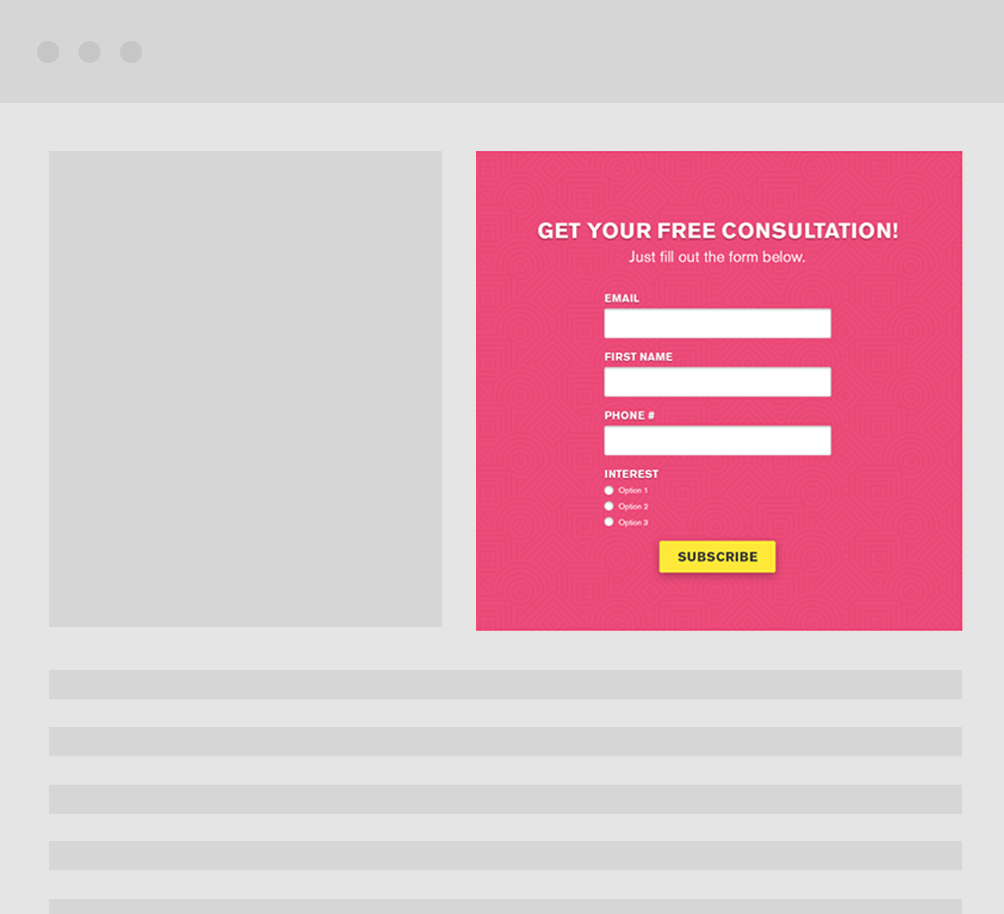 GET YOUR FREE CONSULTATION!
Just fill out the form below.
EMAIL
FIRST NAME
PHONE #
INTEREST
Option 1
Option 2
Option 3
SUBSCRIBE